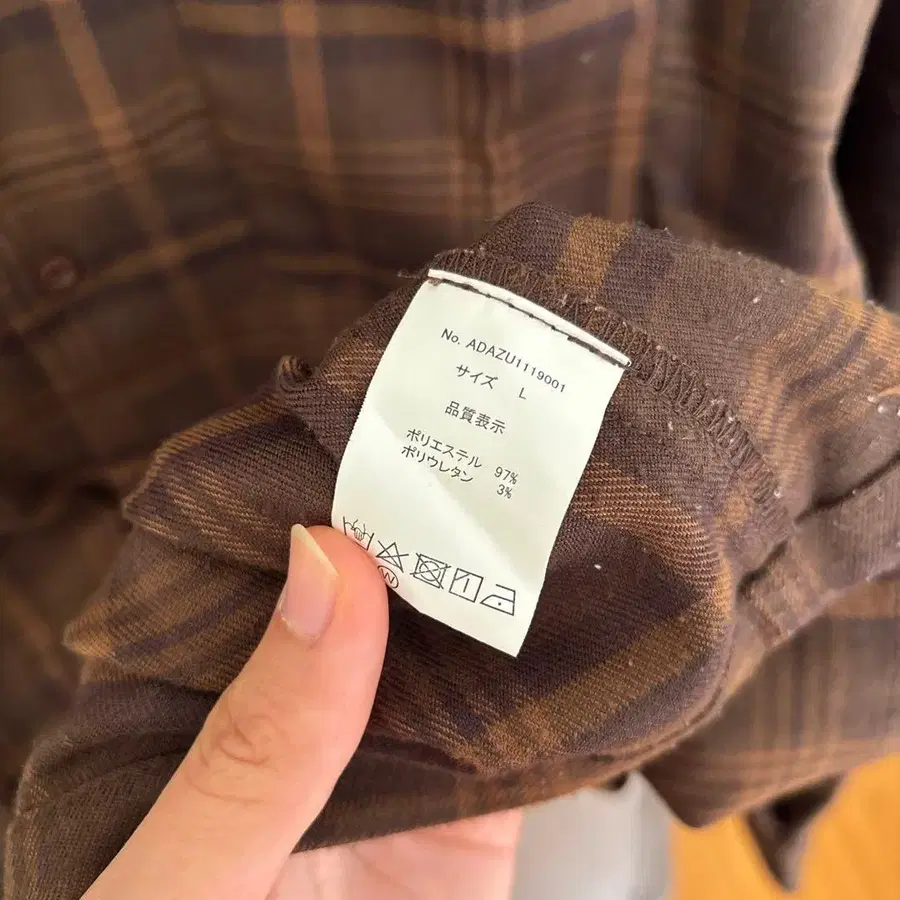 No. ADAZU1119001
サイズ L
品質表示
ポリエステル 97%
ポリウレタン 3%